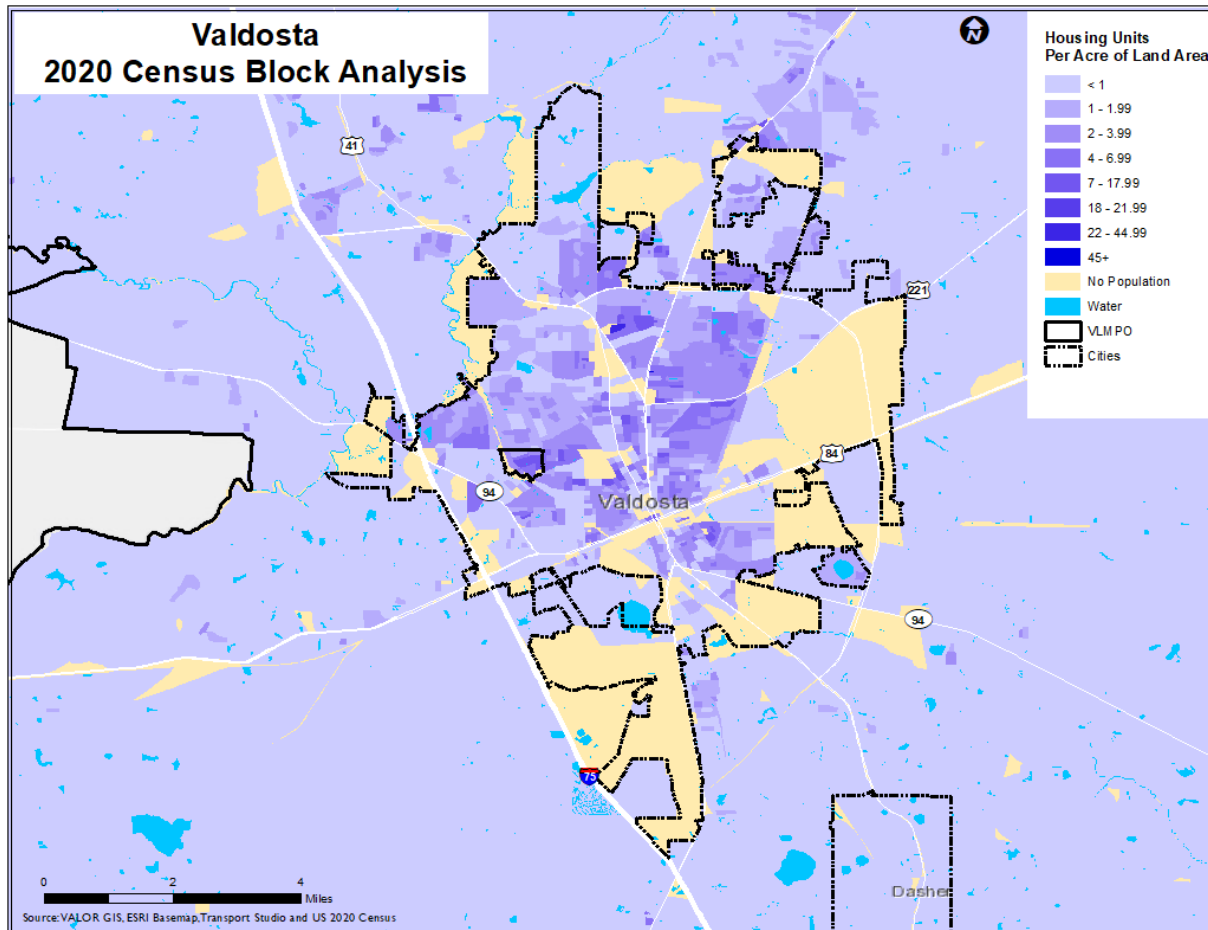 Valdosta
2020 Census Block Analysis
N
Housing Units
Per Acre of Land Area
< 1
1 - 1.99
2 - 3.99
4 - 6.99
7 - 17.99
18 - 21.99
22 - 44.99
45+
No Population
Water
VLMPO
Cities
41
221
84
94
Valdosta
94
75
Dasher
0 2 4
Miles
Source:VALOR GIS, ESRI Basemap,Transport Studio and US 2020 Census